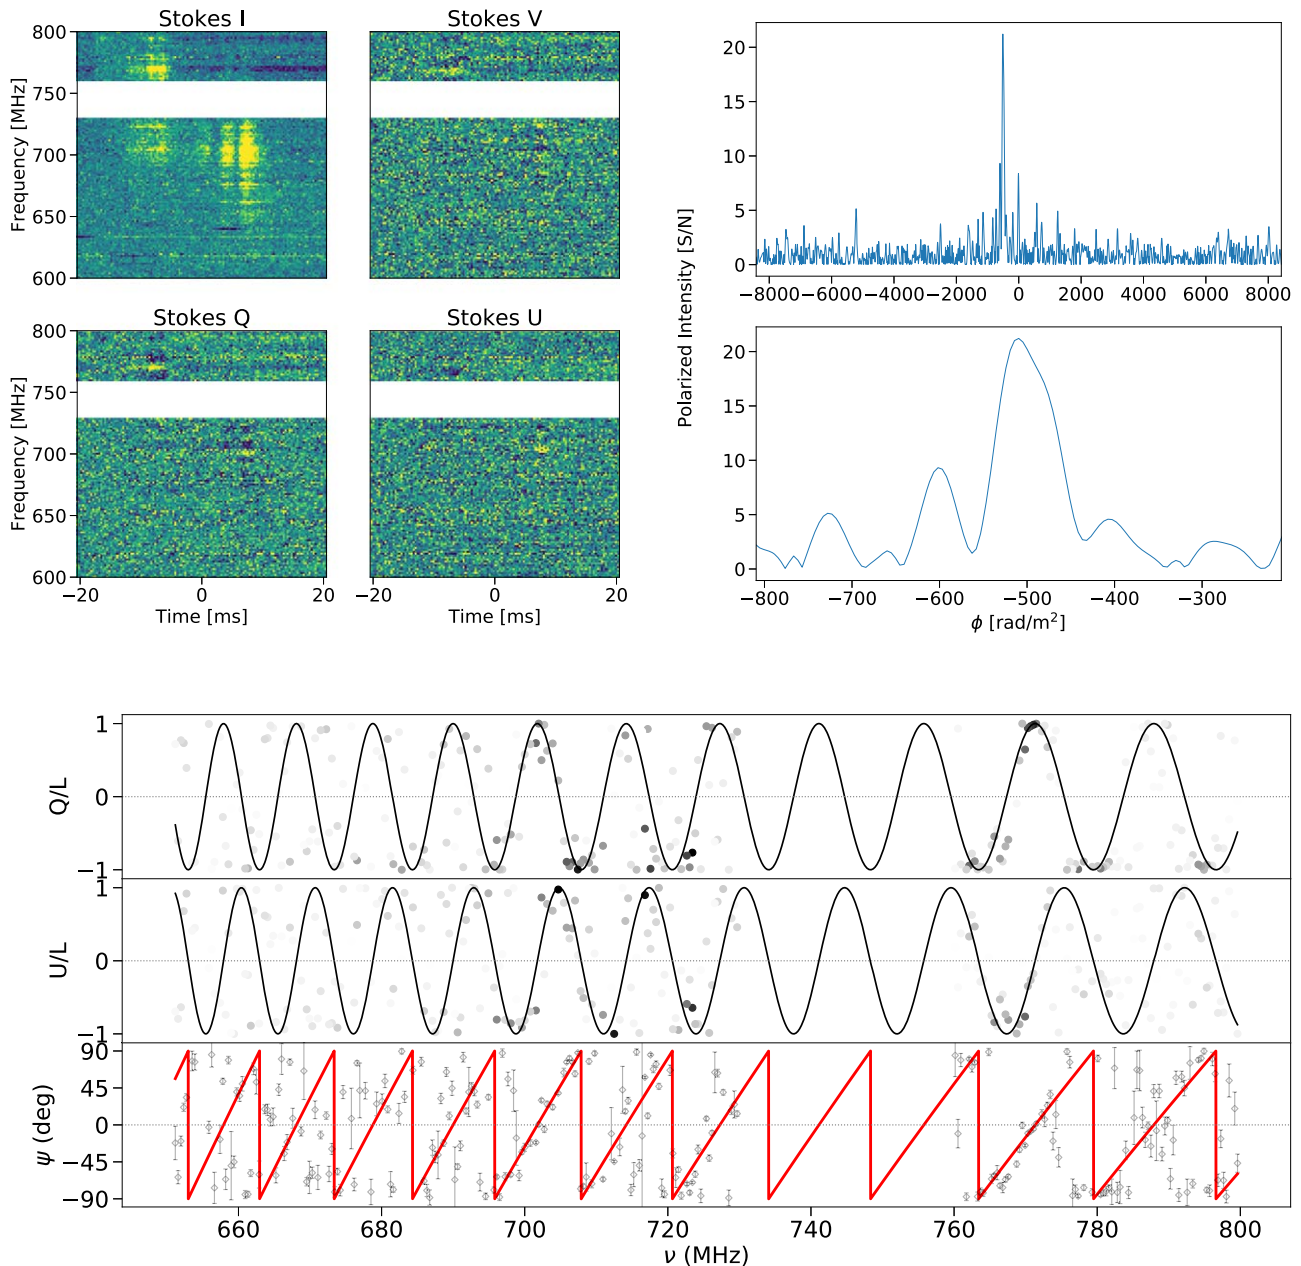 Stokes I
Stokes V
800
750
700
650
600
Frequency [MHz]
Stokes Q
Stokes U
800
750
700
650
600
Frequency [MHz]
−20 0 20
−20 0 20
Time [ms]
Time [ms]
20
15
10
5
0
−8000 −6000 −4000 −2000 0 2000 4000 6000 8000
Polarized Intensity [S/N]
20
15
10
5
0
−800 −700 −600 −500 −400 −300
ϕ [rad/m²]
1
0
−1
Q/L
1
0
−1
U/L
90
45
0
−45
−90
ψ (deg)
660 680 700 720 740 760 780 800
ν (MHz)